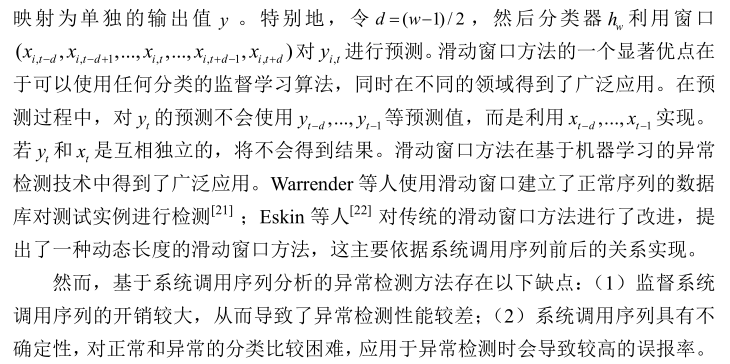 映射为单独的输出值 y 。特别地，令 d=(w−1)/2 ，然后分类器 h_w 利用窗口
(x_{i,t−d},x_{i,t−d+1},...,x_{i,t},...,x_{i,t+d−1},x_{i,t+d})对 y_{i,t} 进行预测。滑动窗口方法的一个显著优点在
于可以使用任何分类的监督学习算法，同时在不同的领域得到了广泛应用。在预
测过程中，对 y_t 的预测不会使用 y_{t−d},...,y_{t−1} 等预测值，而是利用 x_{t−d},...,x_{t−1} 实现。
若 y_t 和 x_t 是互相独立的，将不会得到结果。滑动窗口方法在基于机器学习的异常
检测技术中得到了广泛应用。Warrender 等人使用滑动窗口建立了正常序列的数据
库对测试实例进行检测[21] ；Eskin 等人[22] 对传统的滑动窗口方法进行了改进，提
出了一种动态长度的滑动窗口方法，这主要依据系统调用序列前后的关系实现。
然而，基于系统调用序列分析的异常检测方法存在以下缺点：（1）监督系统
调用序列的开销较大，从而导致了异常检测性能较差；（2）系统调用序列具有不
确定性，对正常和异常的分类比较困难，应用于异常检测时会导致较高的误报率。